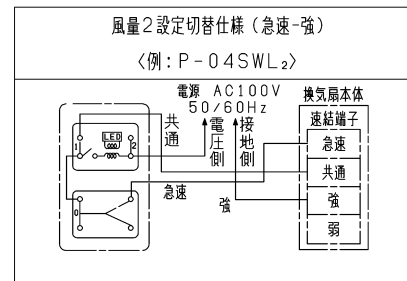 風量2設定切替仕様（急速-強）
〈例：P-04SWL₂〉
電源 AC100V
50/60Hz
換気扇本体
速結端子
共通
電圧側
接地側
LED
1
2
0
急速
共通
強
弱
急速
強